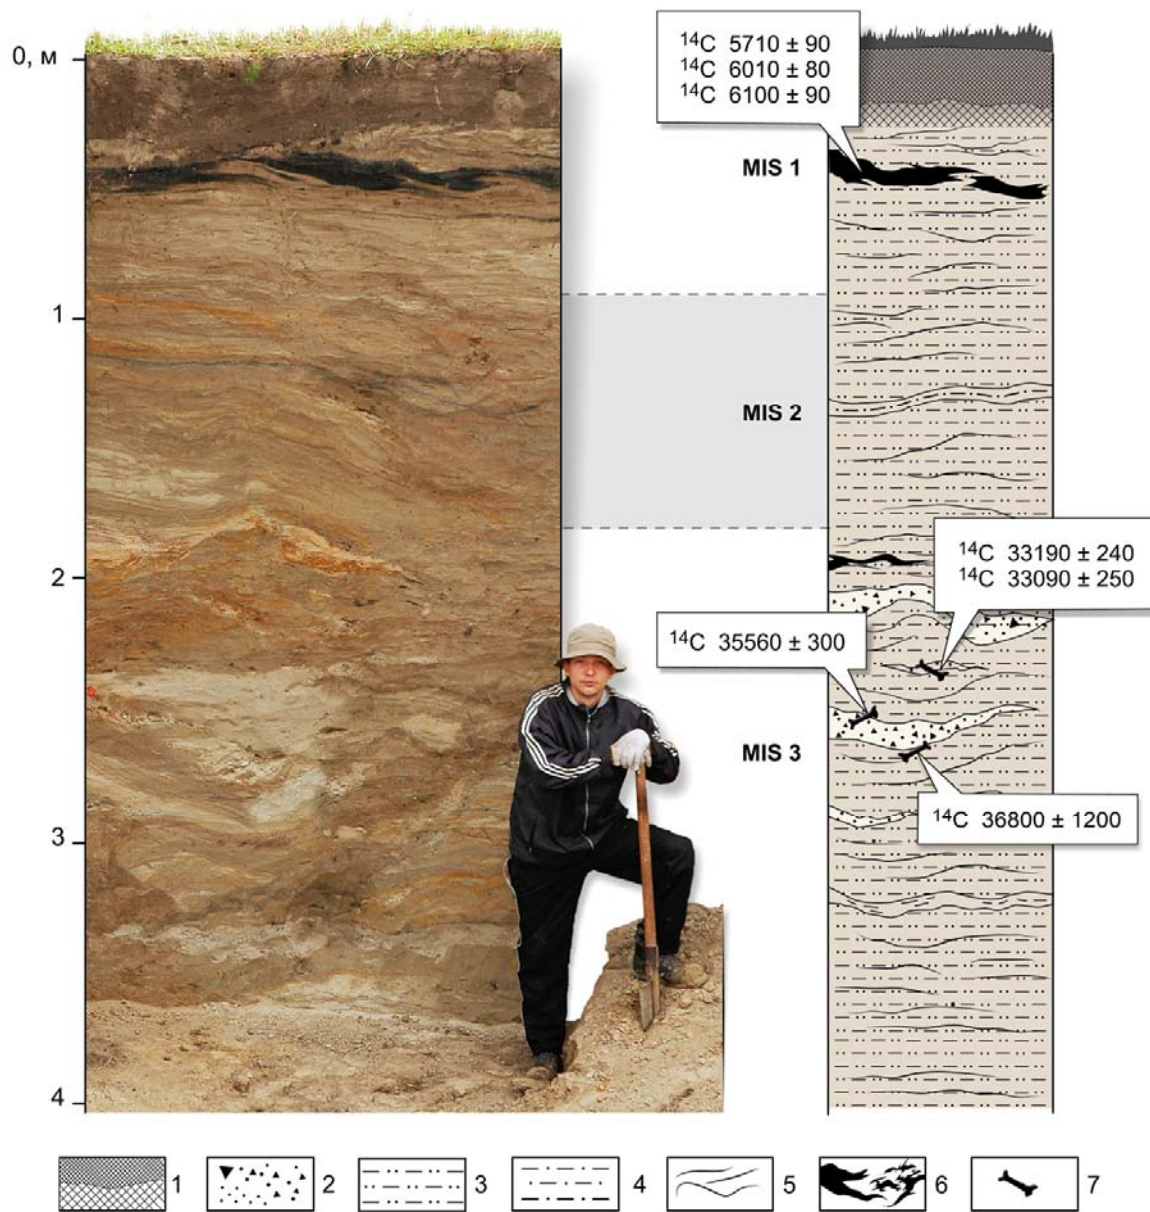 0, м
1
2
3
4
¹⁴C 5710 ± 90
¹⁴C 6010 ± 80
¹⁴C 6100 ± 90
MIS 1
MIS 2
¹⁴C 33190 ± 240
¹⁴C 33090 ± 250
¹⁴C 35560 ± 300
MIS 3
¹⁴C 36800 ± 1200
1
2
3
4
5
6
7